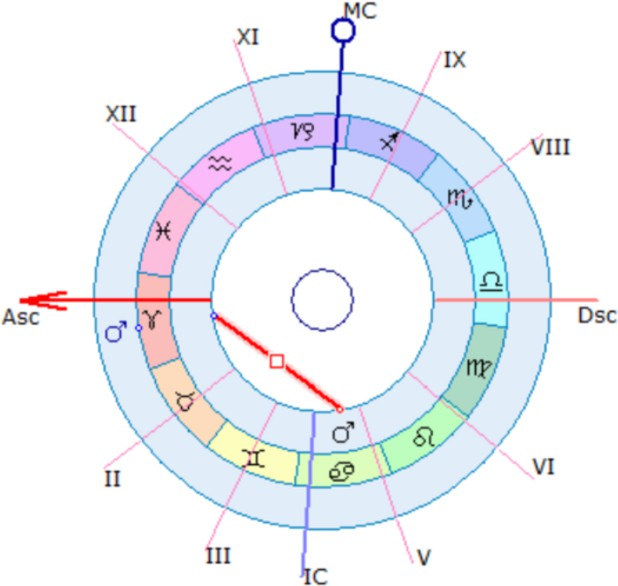 MC
XI
IX
XII
VIII
♑
♐
♒
♏
♓
♎
Asc
Dsc
♂
♈
♍
♉
♂
♌
♊
♋
II
VI
III
V
IC